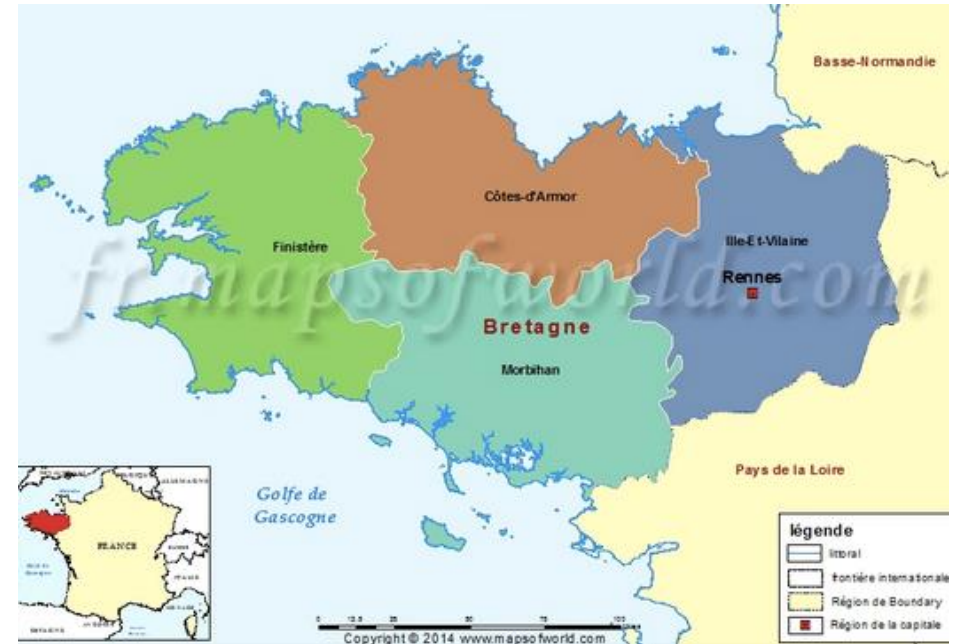 Basse-Normandie
Côtes-d'Armor
Finistère
Ille-Et-Vilaine
Rennes
fr.mapsofworld.com
Bretagne
Morbihan
Pays de la Loire
Golfe de
Gascogne
FRANCE
légende
littoral
frontière internationale
Région de Boundary
Région de la capitale
Copyright © 2014 www.mapsofworld.com